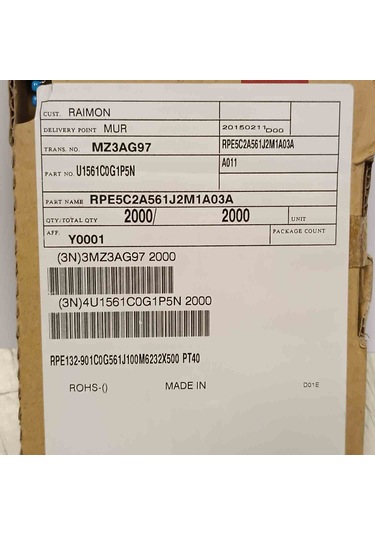 CUST. RAIMON
DELIVERY POINT MUR 20150211 D00
TRANS. NO. MZ3AG97 RPE5C2A561J2M1A03A
PART NO. U1561C0G1P5N A011
PART NAME RPE5C2A561J2M1A03A
QTY/TOTAL QTY 2000/ 2000 UNIT
AFF. Y0001 PACKAGE COUNT
(3N)3MZ3AG97 2000
(3N)4U1561C0G1P5N 2000
RPE132-901C0G561J100M6232X500 PT40
ROHS-() MADE IN D01E